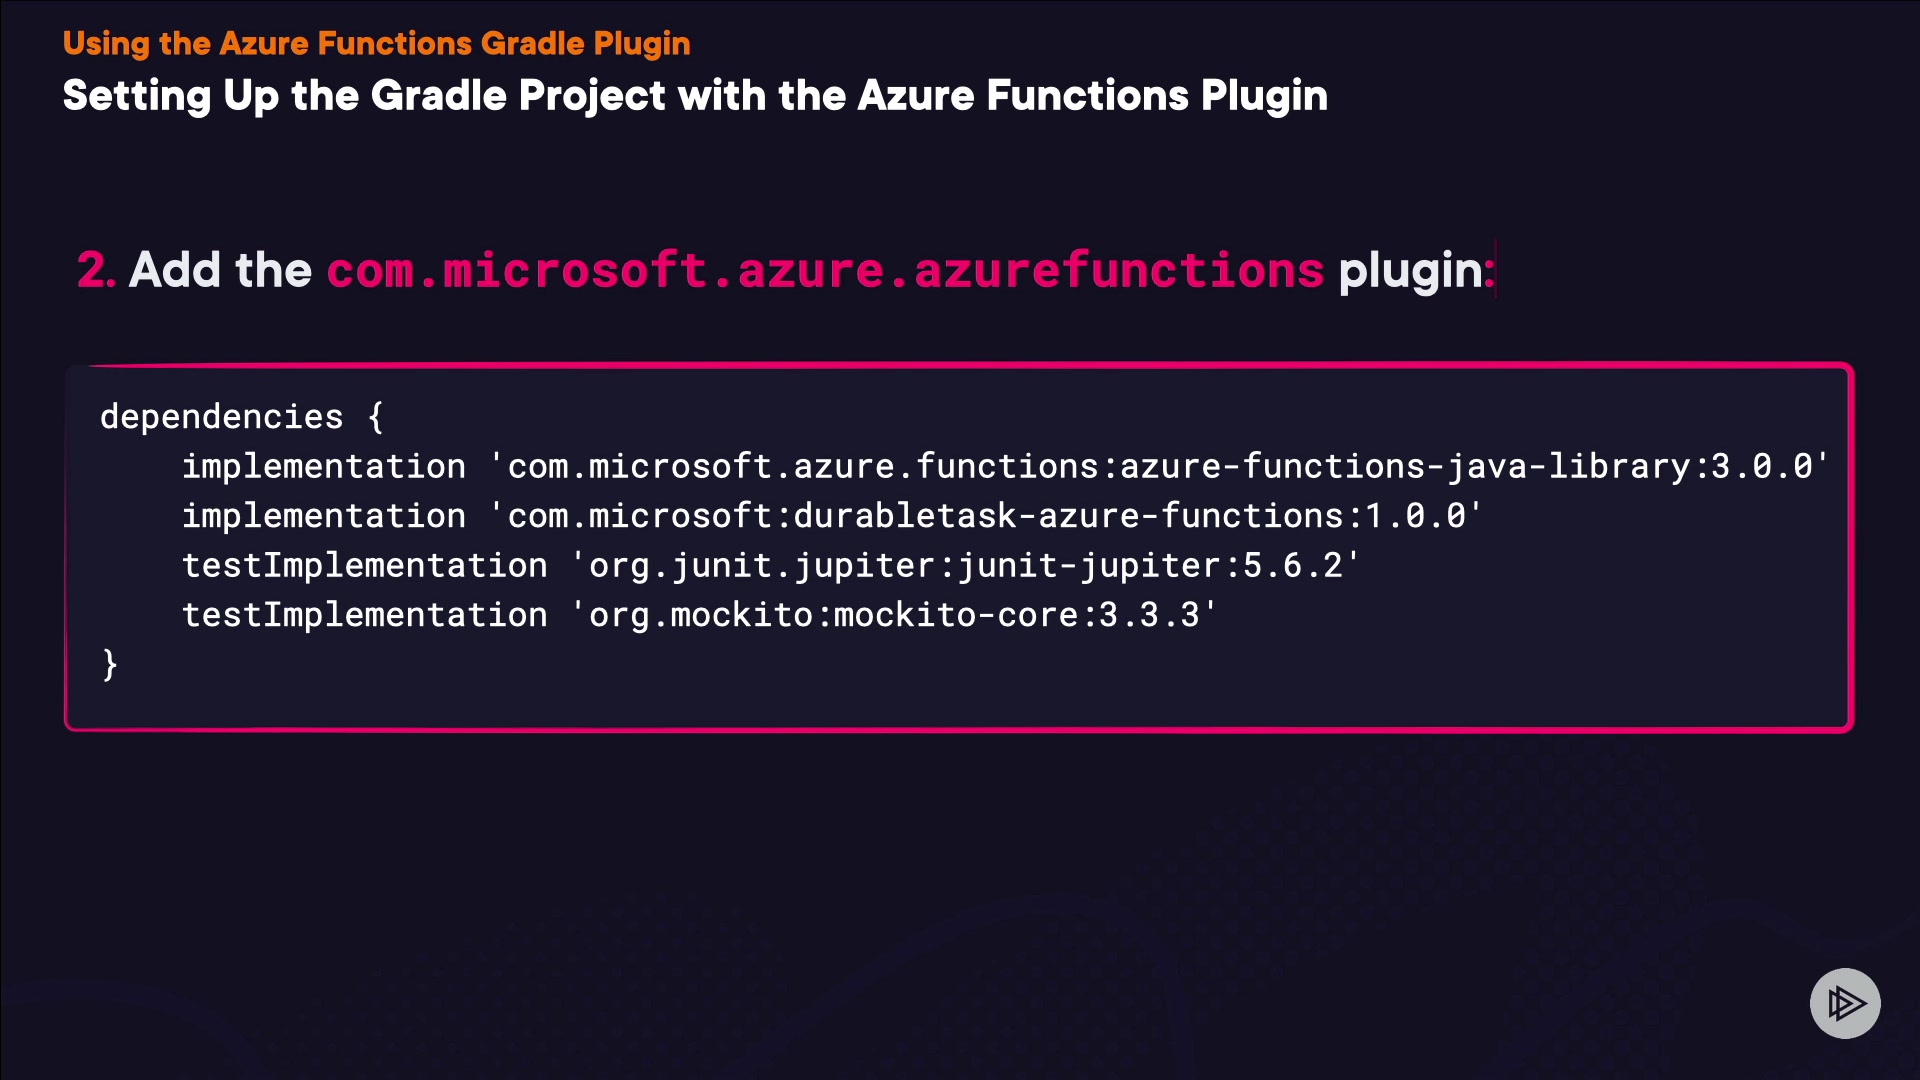 Using the Azure Functions Gradle Plugin
Setting Up the Gradle Project with the Azure Functions Plugin
2. Add the com.microsoft.azure.azurefunctions plugin:
dependencies {
    implementation 'com.microsoft.azure.functions:azure-functions-java-library:3.0.0'
    implementation 'com.microsoft:durabletask-azure-functions:1.0.0'
    testImplementation 'org.junit.jupiter:junit-jupiter:5.6.2'
    testImplementation 'org.mockito:mockito-core:3.3.3'
}